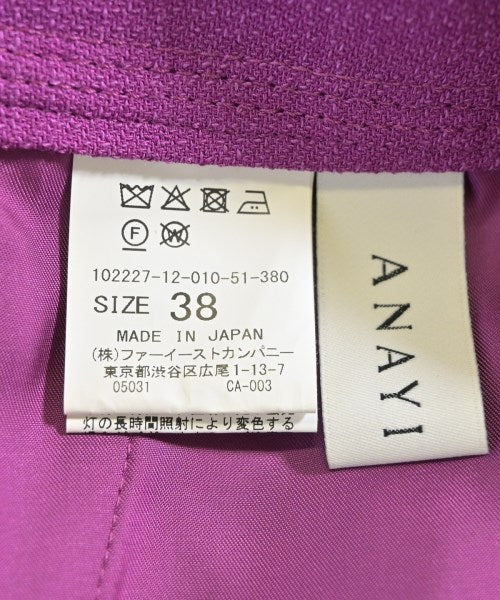 F W
102227-12-010-51-380
SIZE 38
MADE IN JAPAN
(株)ファーイーストカンパニー
東京都渋谷区広尾1-13-7
05031 CA-003
灯の長時間照射により変色する
ANAYI